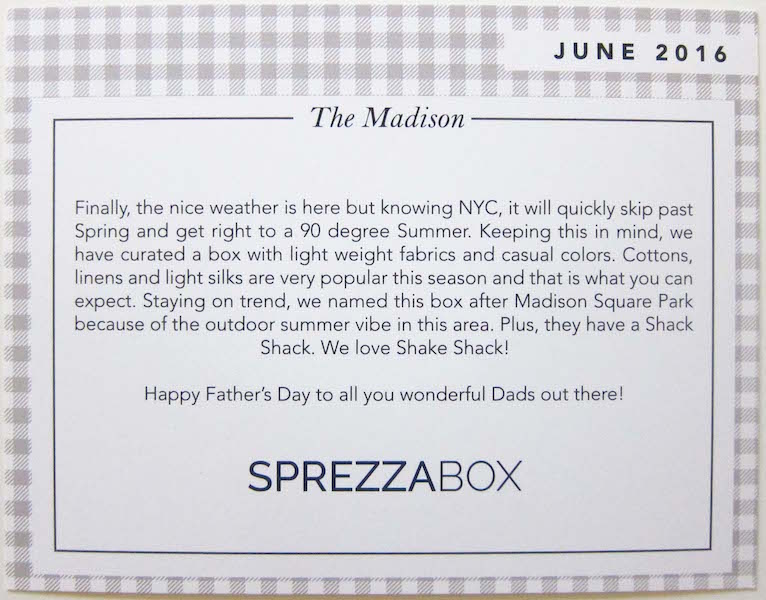 JUNE 2016
The Madison
Finally, the nice weather is here but knowing NYC, it will quickly skip past
Spring and get right to a 90 degree Summer. Keeping this in mind, we
have curated a box with light weight fabrics and casual colors. Cottons,
linens and light silks are very popular this season and that is what you can
expect. Staying on trend, we named this box after Madison Square Park
because of the outdoor summer vibe in this area. Plus, they have a Shack
Shack. We love Shake Shack!
Happy Father's Day to all you wonderful Dads out there!
SPREZZABOX